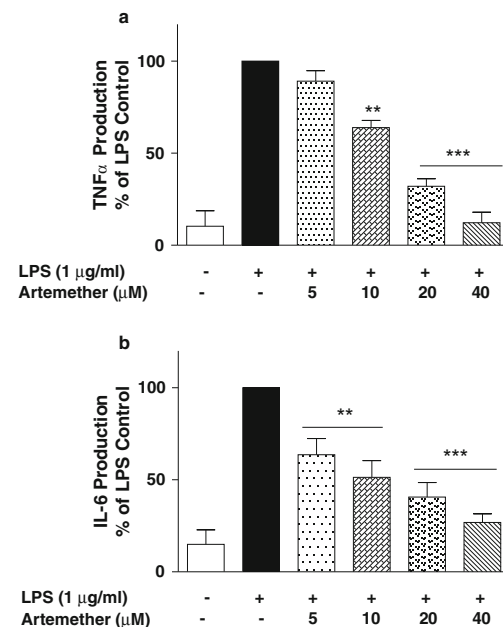 a
TNFα Production
% of LPS Control
100
50
0
**
***
LPS (1 μg/ml) - + + + + +
Artemether (μM) - - 5 10 20 40
b
IL-6 Production
% of LPS Control
100
50
0
**
***
LPS (1 μg/ml) - + + + + +
Artemether (μM) - - 5 10 20 40